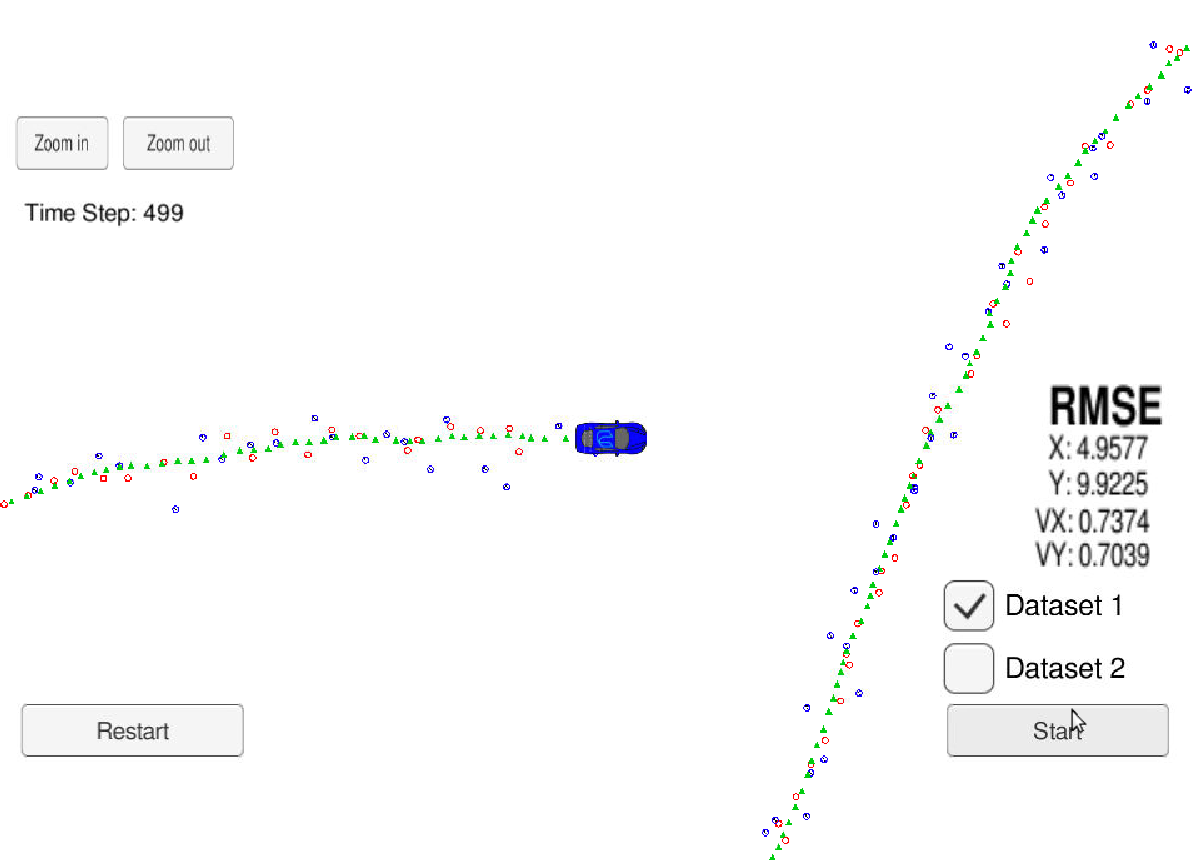 Zoom in
Zoom out
Time Step: 499
RMSE
X: 4.9577
Y: 9.9225
VX: 0.7374
VY: 0.7039
Dataset 1
Dataset 2
Restart
Start